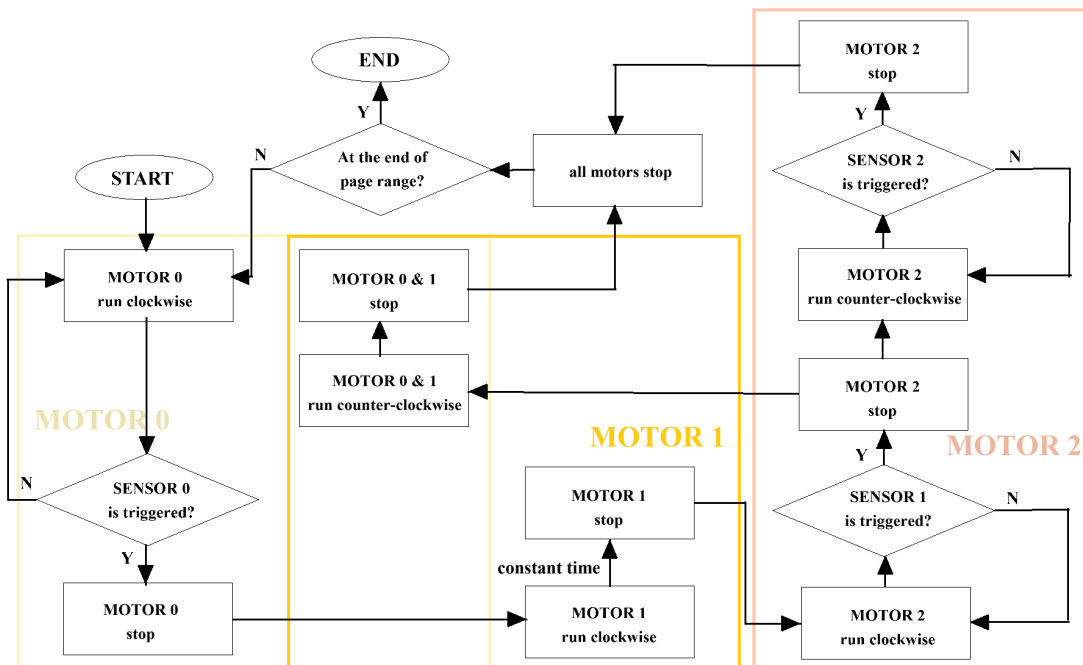 END
MOTOR 2
stop
Y
Y
N
At the end of
page range?
all motors stop
SENSOR 2
is triggered?
N
START
MOTOR 0
run clockwise
MOTOR 0 & 1
stop
MOTOR 2
run counter-clockwise
MOTOR 0 & 1
run counter-clockwise
MOTOR 2
stop
MOTOR 0
MOTOR 1
MOTOR 2
Y
N
SENSOR 0
is triggered?
MOTOR 1
stop
SENSOR 1
is triggered?
N
Y
constant time
MOTOR 0
stop
MOTOR 1
run clockwise
MOTOR 2
run clockwise